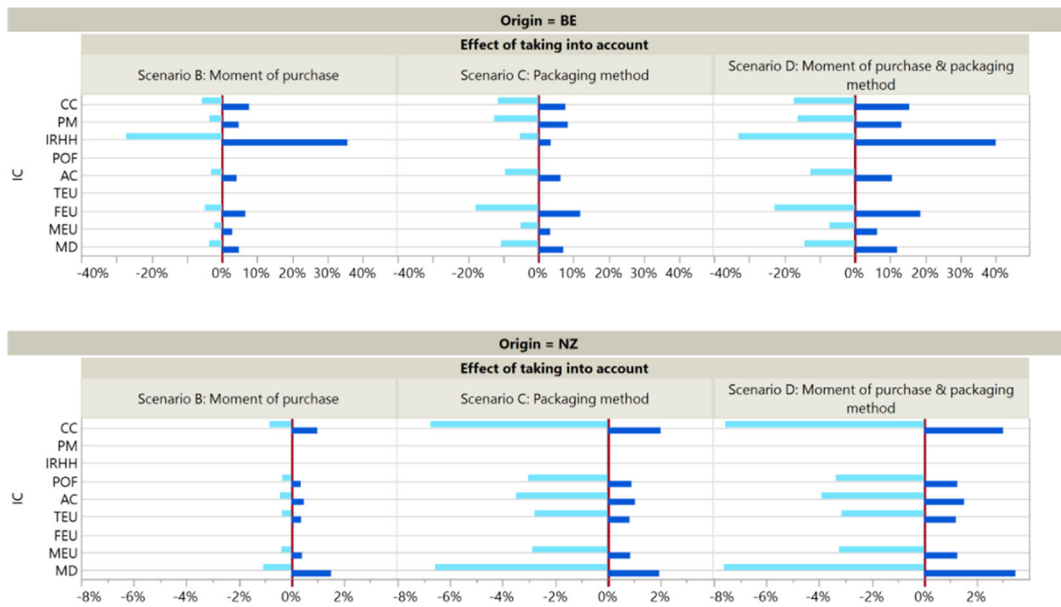 Origin = BE
Effect of taking into account
Scenario B: Moment of purchase
Scenario C: Packaging method
Scenario D: Moment of purchase & packaging
method
IC
CC
PM
IRHH
POF
AC
TEU
FEU
MEU
MD
-40% -20% 0% 10% 20% 30% 40%
-40% -20% 0% 10% 20% 30% 40%
-40% -20% 0% 10% 20% 30% 40%
Origin = NZ
Effect of taking into account
Scenario B: Moment of purchase
Scenario C: Packaging method
Scenario D: Moment of purchase & packaging
method
IC
CC
PM
IRHH
POF
AC
TEU
FEU
MEU
MD
-8% -6% -4% -2% 0% 2%
-8% -6% -4% -2% 0% 2%
-8% -6% -4% -2% 0% 2%